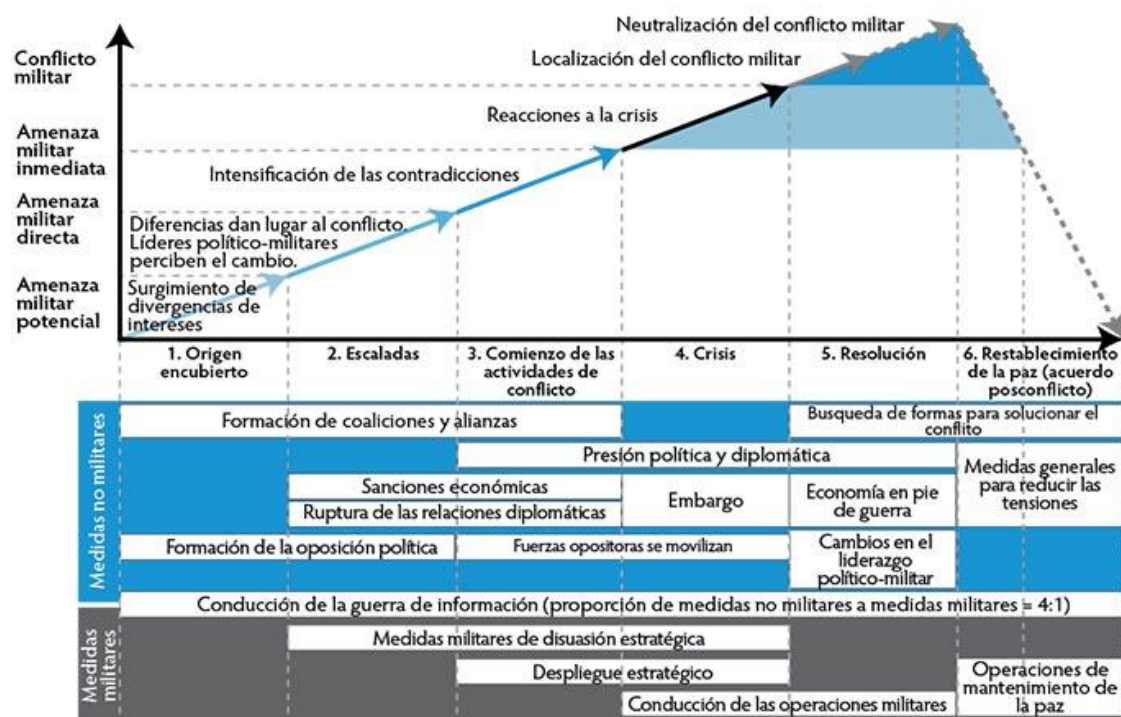 Neutralización del conflicto militar
Conflicto
militar
Localización del conflicto militar
Reacciones a la crisis
Amenaza
militar
inmediata
Intensificación de las contradicciones
Amenaza
militar
directa
Diferencias dan lugar al conflicto.
Líderes político-militares
perciben el cambio.
Amenaza
militar
potencial
Surgimiento de
divergencias de
intereses
1. Origen
encubierto
2. Escaladas
3. Comienzo de las
actividades de
conflicto
4. Crisis
5. Resolución
6. Restablecimiento
de la paz (acuerdo
posconflicto)
Medidas no militares
Formación de coaliciones y alianzas
Busqueda de formas para solucionar el
conflito
Presión política y diplomática
Medidas generales
para reducir las
tensiones
Sanciones económicas
Ruptura de las relaciones diplomáticas
Embargo
Economía en pie
de guerra
Formación de la oposición política
Fuerzas opositoras se movilizan
Cambios en el
liderazgo
político-militar
Conducción de la guerra de información (proporción de medidas no militares a medidas militares = 4:1)
Medidas
militares
Medidas militares de disuasión estratégica
Despliegue estratégico
Operaciones de
mantenimiento de
la paz
Conducción de las operaciones militares